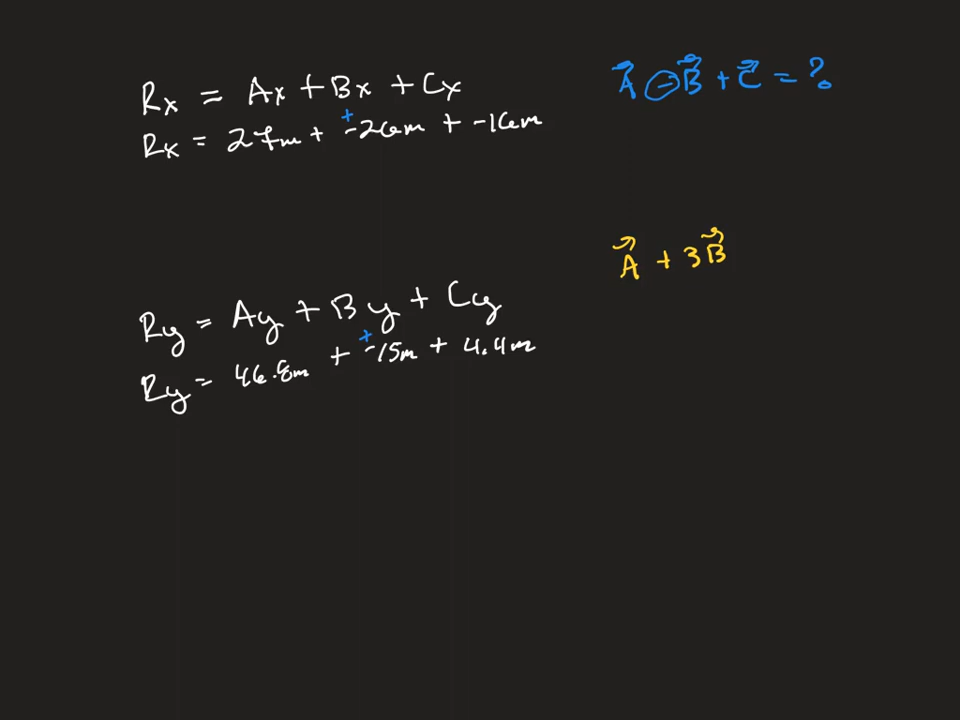 Rx = Ax + Bx + Cx
Rx = 27m + -26m + -16m
+
Ry = Ay + By + Cy
Ry = 46.8m + -15m + 4.4m
+
A⃗ - B⃗ + C⃗ = ?
A⃗ + 3B⃗